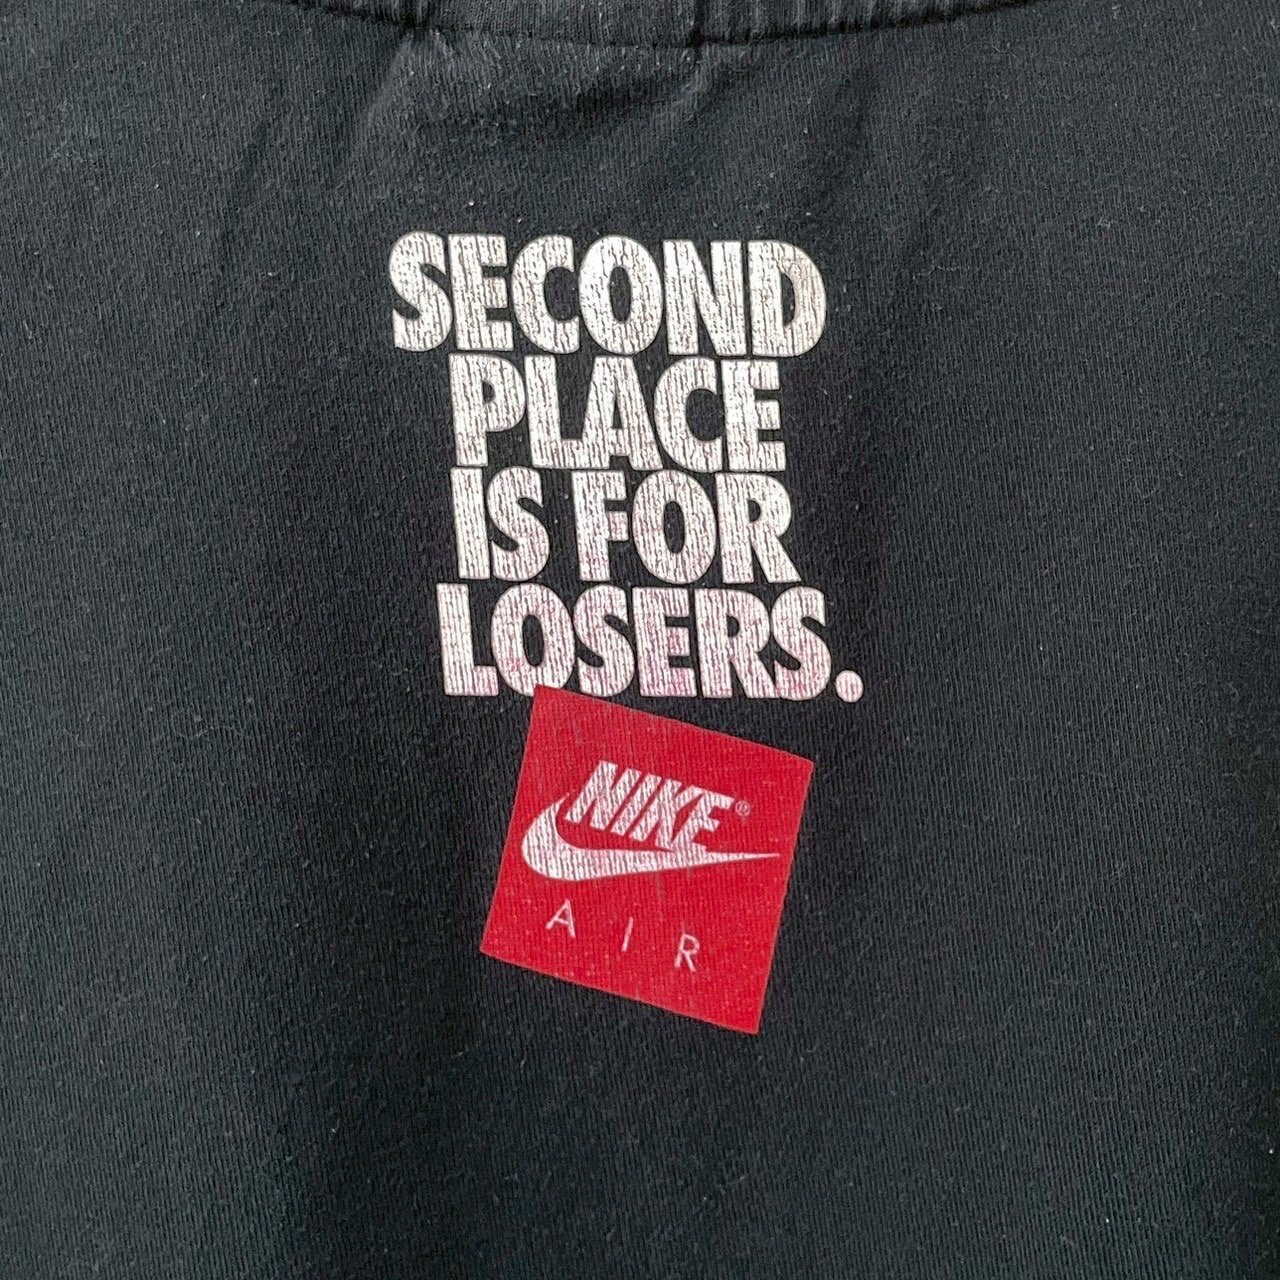 SECOND
PLACE
IS FOR
LOSERS.
NIKE®
AIR